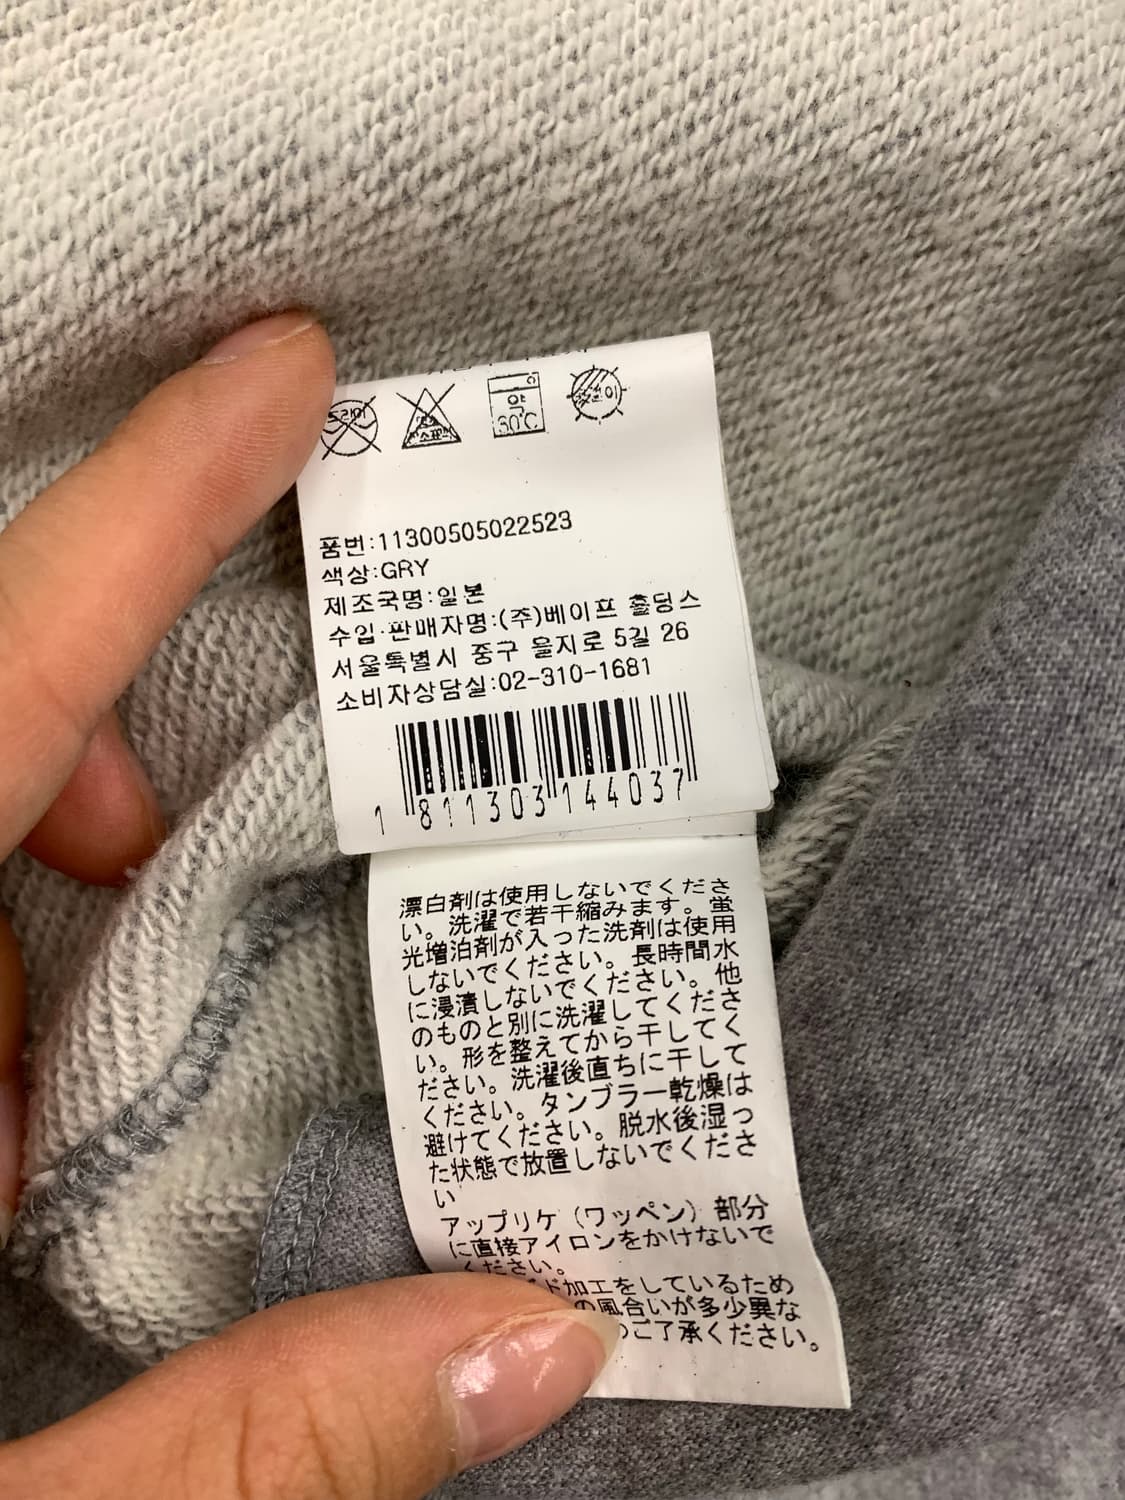 드라이
약
30℃
품번:11300505022523
색상:GRY
제조국명:일본
수입·판매자명:(주)베이프 홀딩스
서울특별시 중구 을지로 5길 26
소비자상담실:02-310-1681
1 811303 144037
漂白剤は使用しないでくださ
い。洗濯で若干縮みます。蛍
光増泊剤が入った洗剤は使用
しないでください。長時間水
に浸漬しないでください。他
のものと別に洗濯してくださ
い。形を整えてから干してく
ださい。洗濯後直ちに干して
ください。タンブラー乾燥は
避けてください。脱水後湿っ
た状態で放置しないでくださ
い
アップリケ（ワッペン）部分
に直接アイロンをかけないで
ください。
ド加工をしているため
の風合いが多少異な
ご了承ください。